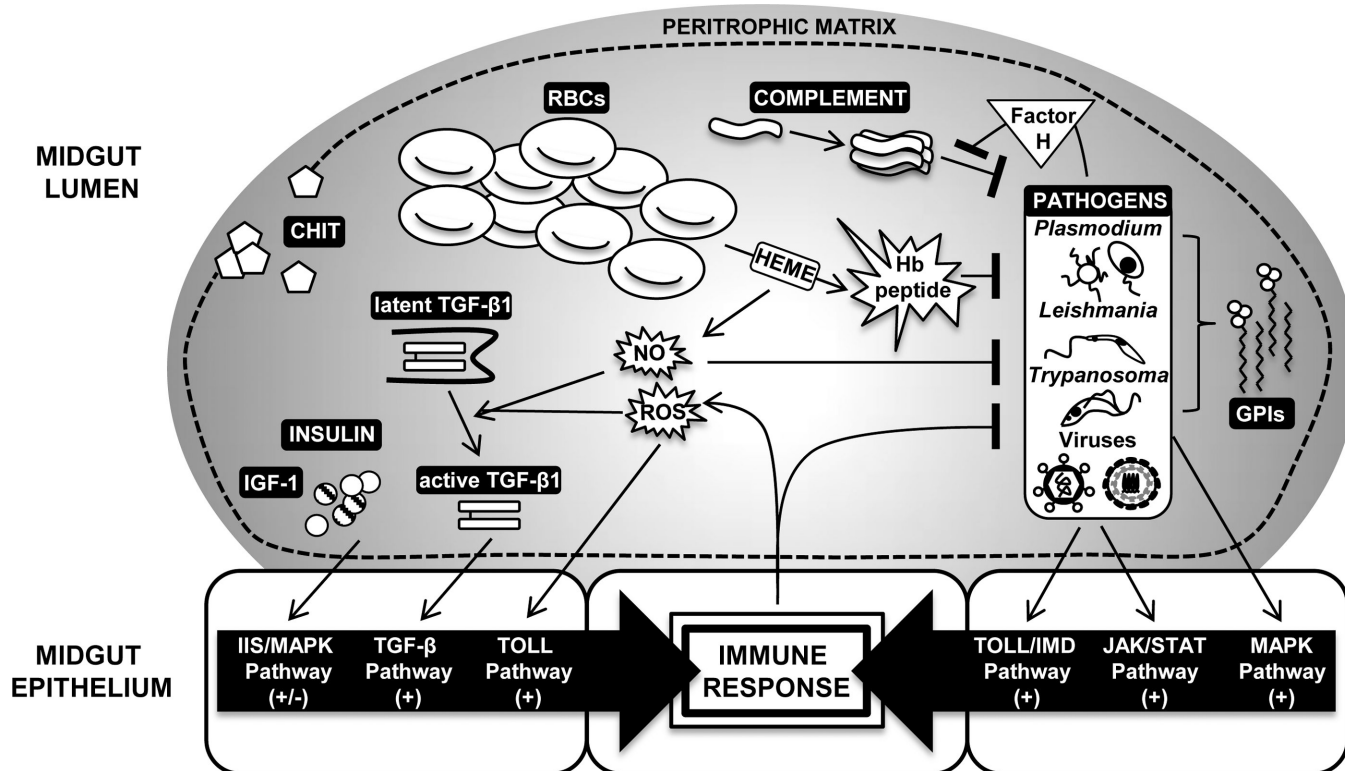 PERITROPHIC MATRIX
MIDGUT
LUMEN
RBCs
COMPLEMENT
Factor
H
CHIT
PATHOGENS
Plasmodium
HEME
Hb
peptide
Leishmania
latent TGF-β1
NO
Trypanosoma
ROS
GPIs
INSULIN
Viruses
IGF-1
active TGF-β1
MIDGUT
EPITHELIUM
IIS/MAPK
Pathway
(+/-)
TGF-β
Pathway
(+)
TOLL
Pathway
(+)
IMMUNE
RESPONSE
TOLL/IMD
Pathway
(+)
JAK/STAT
Pathway
(+)
MAPK
Pathway
(+)